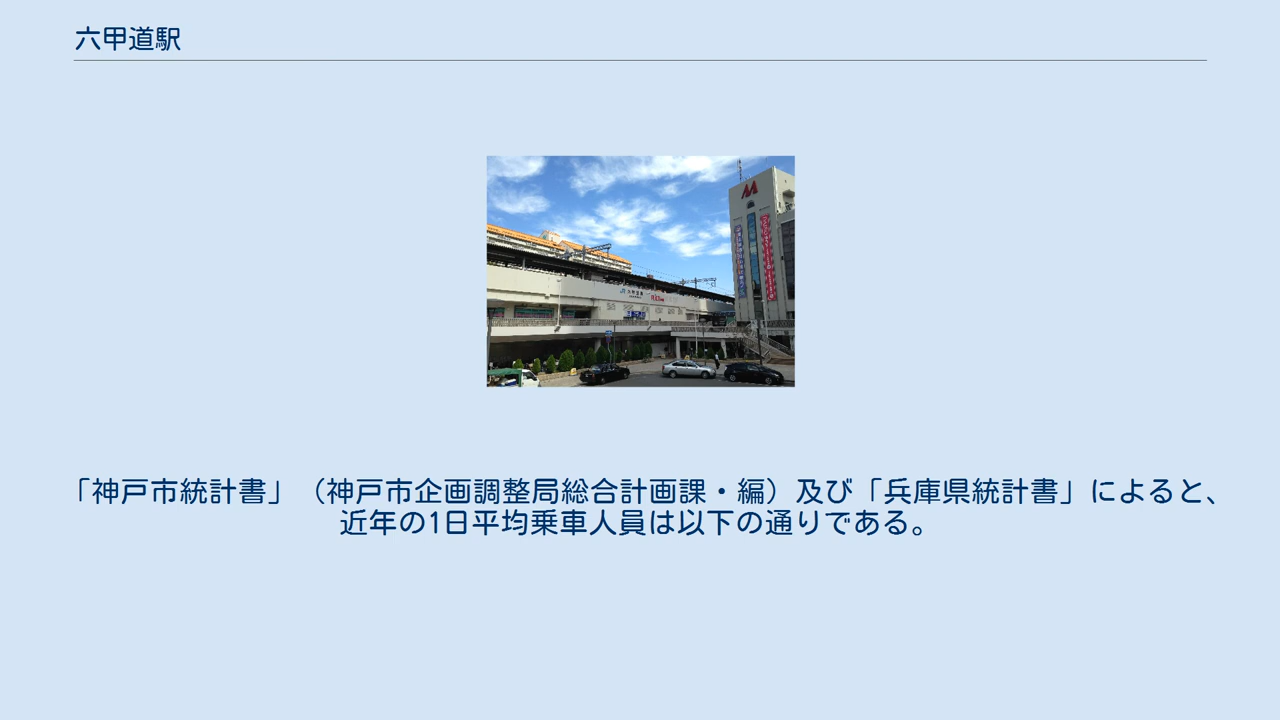 六甲道駅
「神戸市統計書」（神戸市企画調整局総合計画課・編）及び「兵庫県統計書」によると、
近年の1日平均乗車人員は以下の通りである。